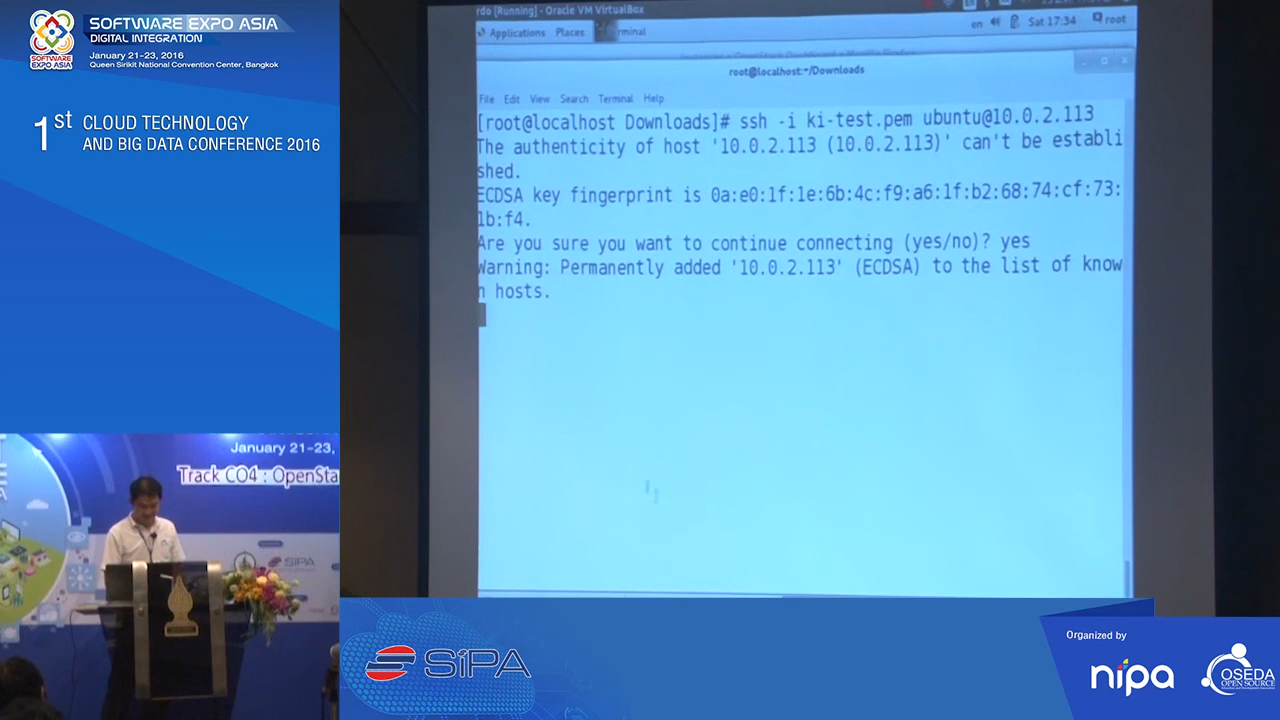 SOFTWARE EXPO ASIA
DIGITAL INTEGRATION
January 21-23, 2016
Queen Sirikit National Convention Center, Bangkok
SOFTWARE
EXPO ASIA
1st CLOUD TECHNOLOGY
AND BIG DATA CONFERENCE 2016
rdo [Running] - Oracle VM VirtualBox
Applications Places
en Sat 17:34 root
root@localhost:~/Downloads
File Edit View Search Terminal Help
[root@localhost Downloads]# ssh -i ki-test.pem ubuntu@10.0.2.113
The authenticity of host '10.0.2.113 (10.0.2.113)' can't be establi
shed.
ECDSA key fingerprint is 0a:e0:1f:1e:6b:4c:f9:a6:1f:b2:68:74:cf:73:
1b:f4.
Are you sure you want to continue connecting (yes/no)? yes
Warning: Permanently added '10.0.2.113' (ECDSA) to the list of know
n hosts.
January 21-23,
Track CO4 : OpenSta
SIPA
SIPA
Organized by
nipa
OSEDA
OPEN SOURCE